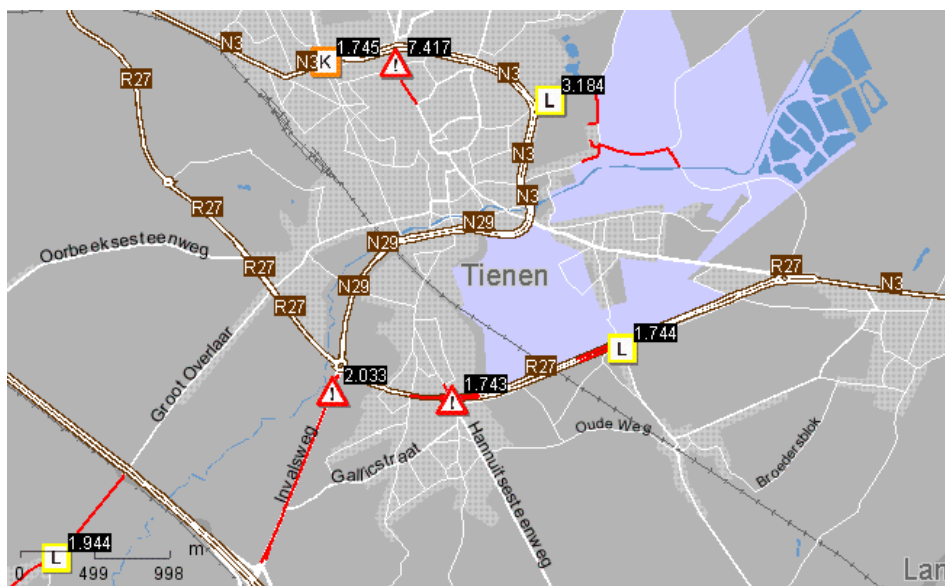 N3
1.745
7.417
N3
K
!
N3
R27
L
3.184
N3
N3
R27
N29
Oorbeeksesteenweg
N29
R27
N29
Tienen
R27
N3
R27
Groot Overlaar
1.744
L
R27
2.033
!
1.743
!
Invalsweg
Gallicstraat
Hannuitsesteenweg
Oude Weg
Broedersblok
1.944
L
m
0
499
998
Lar